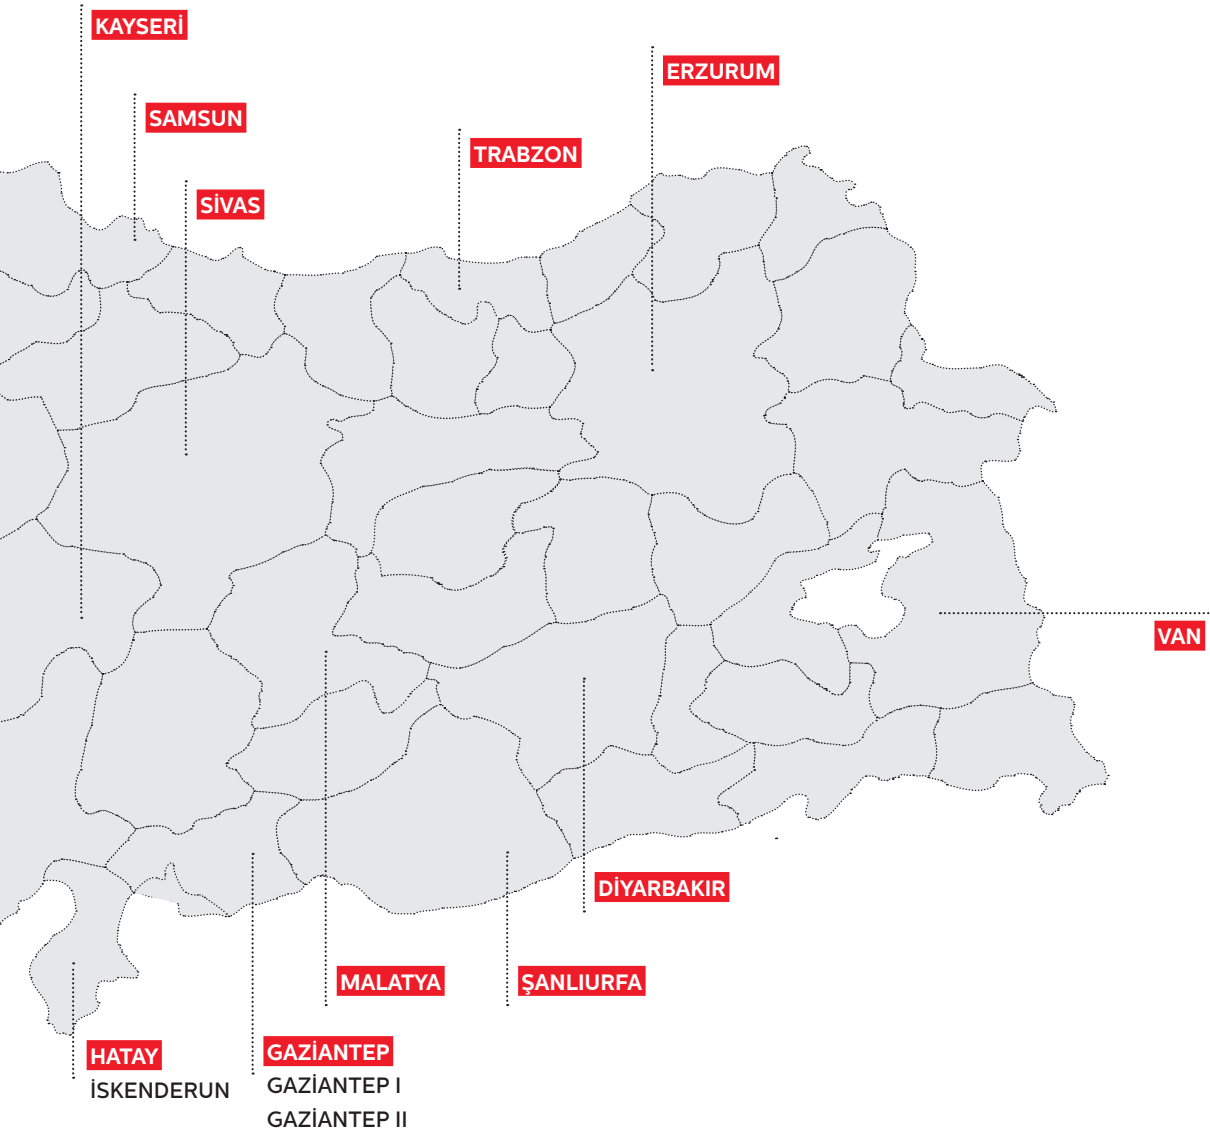 KAYSERİ
ERZURUM
SAMSUN
TRABZON
SİVAS
VAN
DİYARBAKIR
MALATYA
ŞANLIURFA
HATAY
İSKENDERUN
GAZİANTEP
GAZİANTEP I
GAZİANTEP II